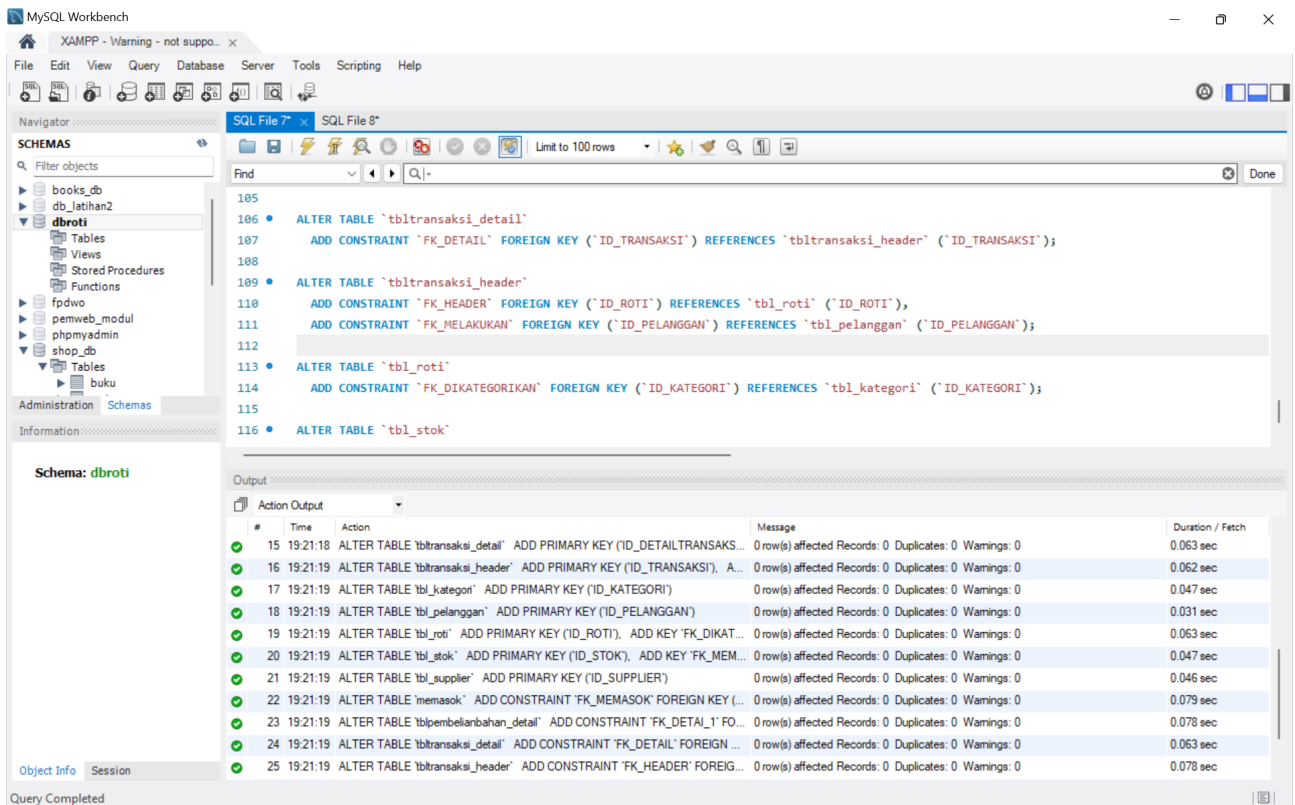 MySQL Workbench
XAMPP - Warning - not suppo...
File Edit View Query Database Server Tools Scripting Help
Navigator
SCHEMAS
Filter objects
books_db
db_latihan2
dbroti
Tables
Views
Stored Procedures
Functions
fpdwo
pemweb_modul
phpmyadmin
shop_db
Tables
buku
Administration Schemas
Information
Schema: dbroti
Object Info Session
SQL File 7* SQL File 8*
Limit to 100 rows
Find Done
105
106 ALTER TABLE `tbltransaksi_detail`
107 ADD CONSTRAINT `FK_DETAIL` FOREIGN KEY (`ID_TRANSAKSI`) REFERENCES `tbltransaksi_header` (`ID_TRANSAKSI`);
108
109 ALTER TABLE `tbltransaksi_header`
110 ADD CONSTRAINT `FK_HEADER` FOREIGN KEY (`ID_ROTI`) REFERENCES `tbl_roti` (`ID_ROTI`),
111 ADD CONSTRAINT `FK_MELAKUKAN` FOREIGN KEY (`ID_PELANGGAN`) REFERENCES `tbl_pelanggan` (`ID_PELANGGAN`);
112
113 ALTER TABLE `tbl_roti`
114 ADD CONSTRAINT `FK_DIKATEGORIKAN` FOREIGN KEY (`ID_KATEGORI`) REFERENCES `tbl_kategori` (`ID_KATEGORI`);
115
116 ALTER TABLE `tbl_stok`
Output
Action Output
# Time Action Message Duration / Fetch
15 19:21:18 ALTER TABLE `tbltransaksi_detail` ADD PRIMARY KEY (`ID_DETAILTRANSAKS... 0 row(s) affected Records: 0 Duplicates: 0 Warnings: 0 0.063 sec
16 19:21:19 ALTER TABLE `tbltransaksi_header` ADD PRIMARY KEY (`ID_TRANSAKSI`), A... 0 row(s) affected Records: 0 Duplicates: 0 Warnings: 0 0.062 sec
17 19:21:19 ALTER TABLE `tbl_kategori` ADD PRIMARY KEY (`ID_KATEGORI`) 0 row(s) affected Records: 0 Duplicates: 0 Warnings: 0 0.047 sec
18 19:21:19 ALTER TABLE `tbl_pelanggan` ADD PRIMARY KEY (`ID_PELANGGAN`) 0 row(s) affected Records: 0 Duplicates: 0 Warnings: 0 0.031 sec
19 19:21:19 ALTER TABLE `tbl_roti` ADD PRIMARY KEY (`ID_ROTI`), ADD KEY `FK_DIKAT... 0 row(s) affected Records: 0 Duplicates: 0 Warnings: 0 0.063 sec
20 19:21:19 ALTER TABLE `tbl_stok` ADD PRIMARY KEY (`ID_STOK`), ADD KEY `FK_MEM... 0 row(s) affected Records: 0 Duplicates: 0 Warnings: 0 0.047 sec
21 19:21:19 ALTER TABLE `tbl_supplier` ADD PRIMARY KEY (`ID_SUPPLIER`) 0 row(s) affected Records: 0 Duplicates: 0 Warnings: 0 0.046 sec
22 19:21:19 ALTER TABLE `memasok` ADD CONSTRAINT `FK_MEMASOK` FOREIGN KEY (... 0 row(s) affected Records: 0 Duplicates: 0 Warnings: 0 0.079 sec
23 19:21:19 ALTER TABLE `tblpembelianbahan_detail` ADD CONSTRAINT `FK_DETAI_1` FO... 0 row(s) affected Records: 0 Duplicates: 0 Warnings: 0 0.078 sec
24 19:21:19 ALTER TABLE `tbltransaksi_detail` ADD CONSTRAINT `FK_DETAIL` FOREIGN ... 0 row(s) affected Records: 0 Duplicates: 0 Warnings: 0 0.063 sec
25 19:21:19 ALTER TABLE `tbltransaksi_header` ADD CONSTRAINT `FK_HEADER` FOREIG... 0 row(s) affected Records: 0 Duplicates: 0 Warnings: 0 0.078 sec
Query Completed